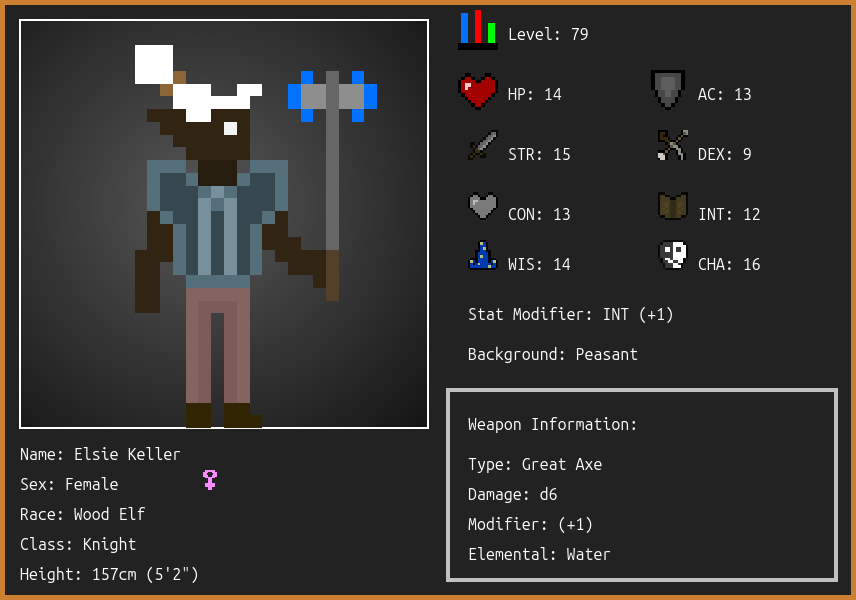 Level: 79
HP: 14
AC: 13
STR: 15
DEX: 9
CON: 13
INT: 12
WIS: 14
CHA: 16
Stat Modifier: INT (+1)
Background: Peasant
Weapon Information:
Type: Great Axe
Damage: d6
Modifier: (+1)
Elemental: Water
Name: Elsie Keller
Sex: Female
Race: Wood Elf
Class: Knight
Height: 157cm (5'2")